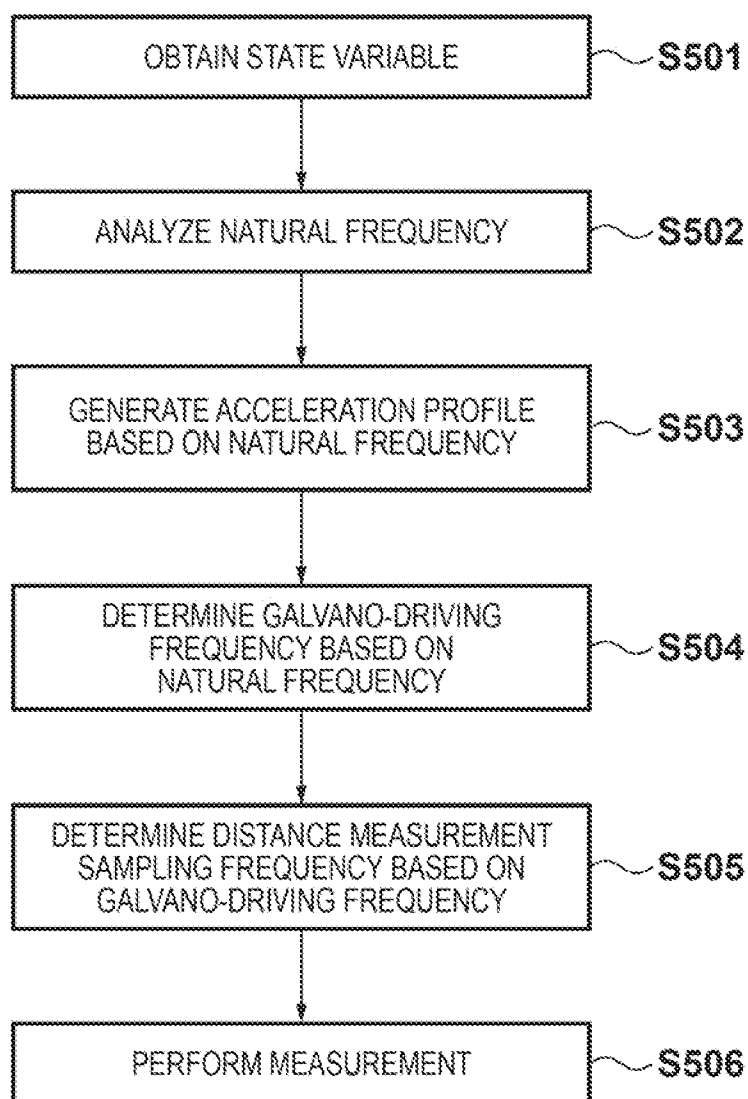 OBTAIN STATE VARIABLE
S501
ANALYZE NATURAL FREQUENCY
S502
GENERATE ACCELERATION PROFILE
BASED ON NATURAL FREQUENCY
S503
DETERMINE GALVANO-DRIVING
FREQUENCY BASED ON
NATURAL FREQUENCY
S504
DETERMINE DISTANCE MEASUREMENT
SAMPLING FREQUENCY BASED ON
GALVANO-DRIVING FREQUENCY
S505
PERFORM MEASUREMENT
S506